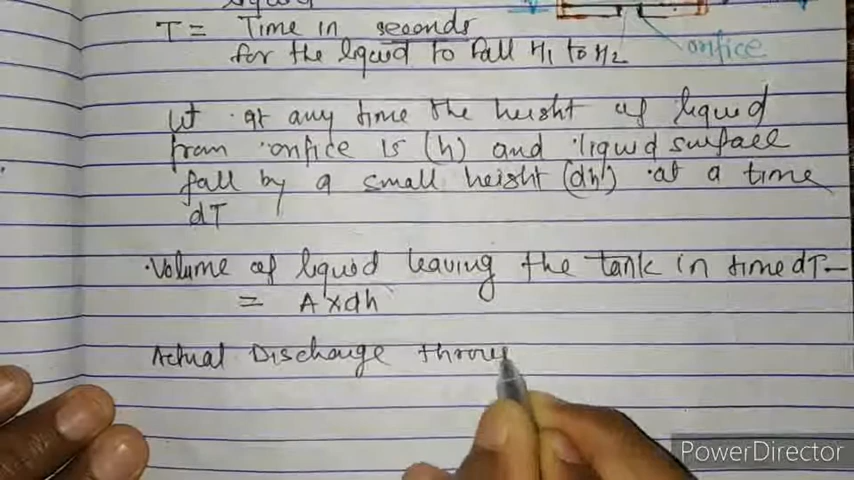 T = Time in seconds
for the liquid to fall H1 to H2
orifice
let at any time the height of liquid
from orifice is (h) and liquid surface
fall by a small height (dh) at a time
dT
Volume of liquid leaving the tank in time dT-
= A x dh
Actual Discharge throug
PowerDirector